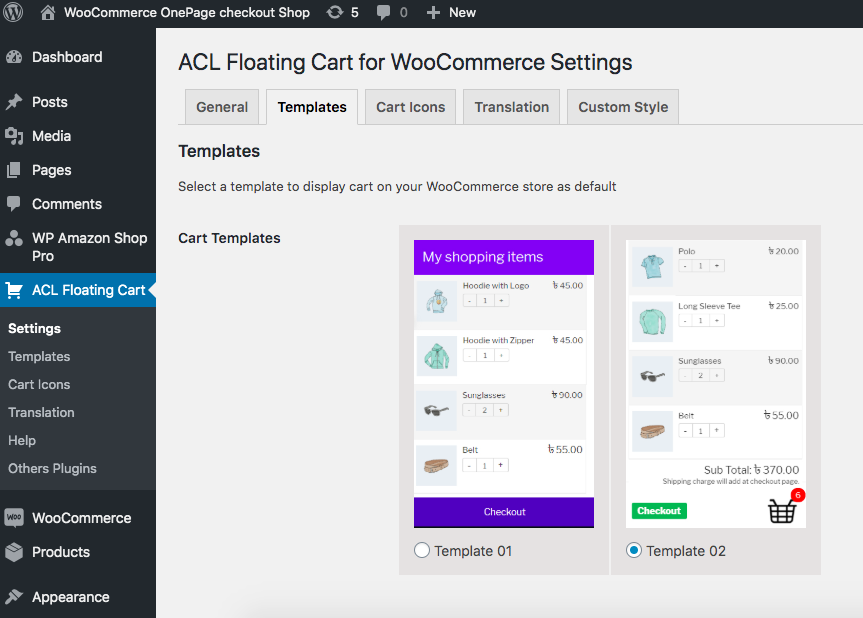 WooCommerce OnePage checkout Shop 5 0 New
Dashboard
Posts
Media
Pages
Comments
WP Amazon Shop
Pro
ACL Floating Cart
Settings
Templates
Cart Icons
Translation
Help
Others Plugins
WooCommerce
Products
Appearance
ACL Floating Cart for WooCommerce Settings
General Templates Cart Icons Translation Custom Style
Templates
Select a template to display cart on your WooCommerce store as default
Cart Templates
My shopping items
Hoodie with Logo ৳ 45.00
- 1 +
Hoodie with Zipper ৳ 45.00
- 1 +
Sunglasses ৳ 90.00
- 2 +
Belt ৳ 55.00
- 1 +
Checkout
Template 01
Polo ৳ 20.00
- 1 +
Long Sleeve Tee ৳ 25.00
- 1 +
Sunglasses ৳ 90.00
- 2 +
Belt ৳ 55.00
- 1 +
Sub Total: ৳ 370.00
Shipping charge will add at checkout page.
6
Checkout
Template 02